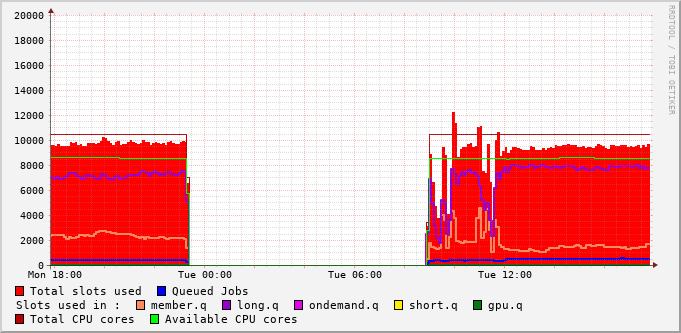 20000
18000
16000
14000
12000
10000
8000
6000
4000
2000
0
Mon 18:00 Tue 00:00 Tue 06:00 Tue 12:00
Total slots used Queued Jobs
Slots used in : member.q long.q ondemand.q short.q gpu.q
Total CPU cores Available CPU cores
RRDTOOL / TOBI OETIKER